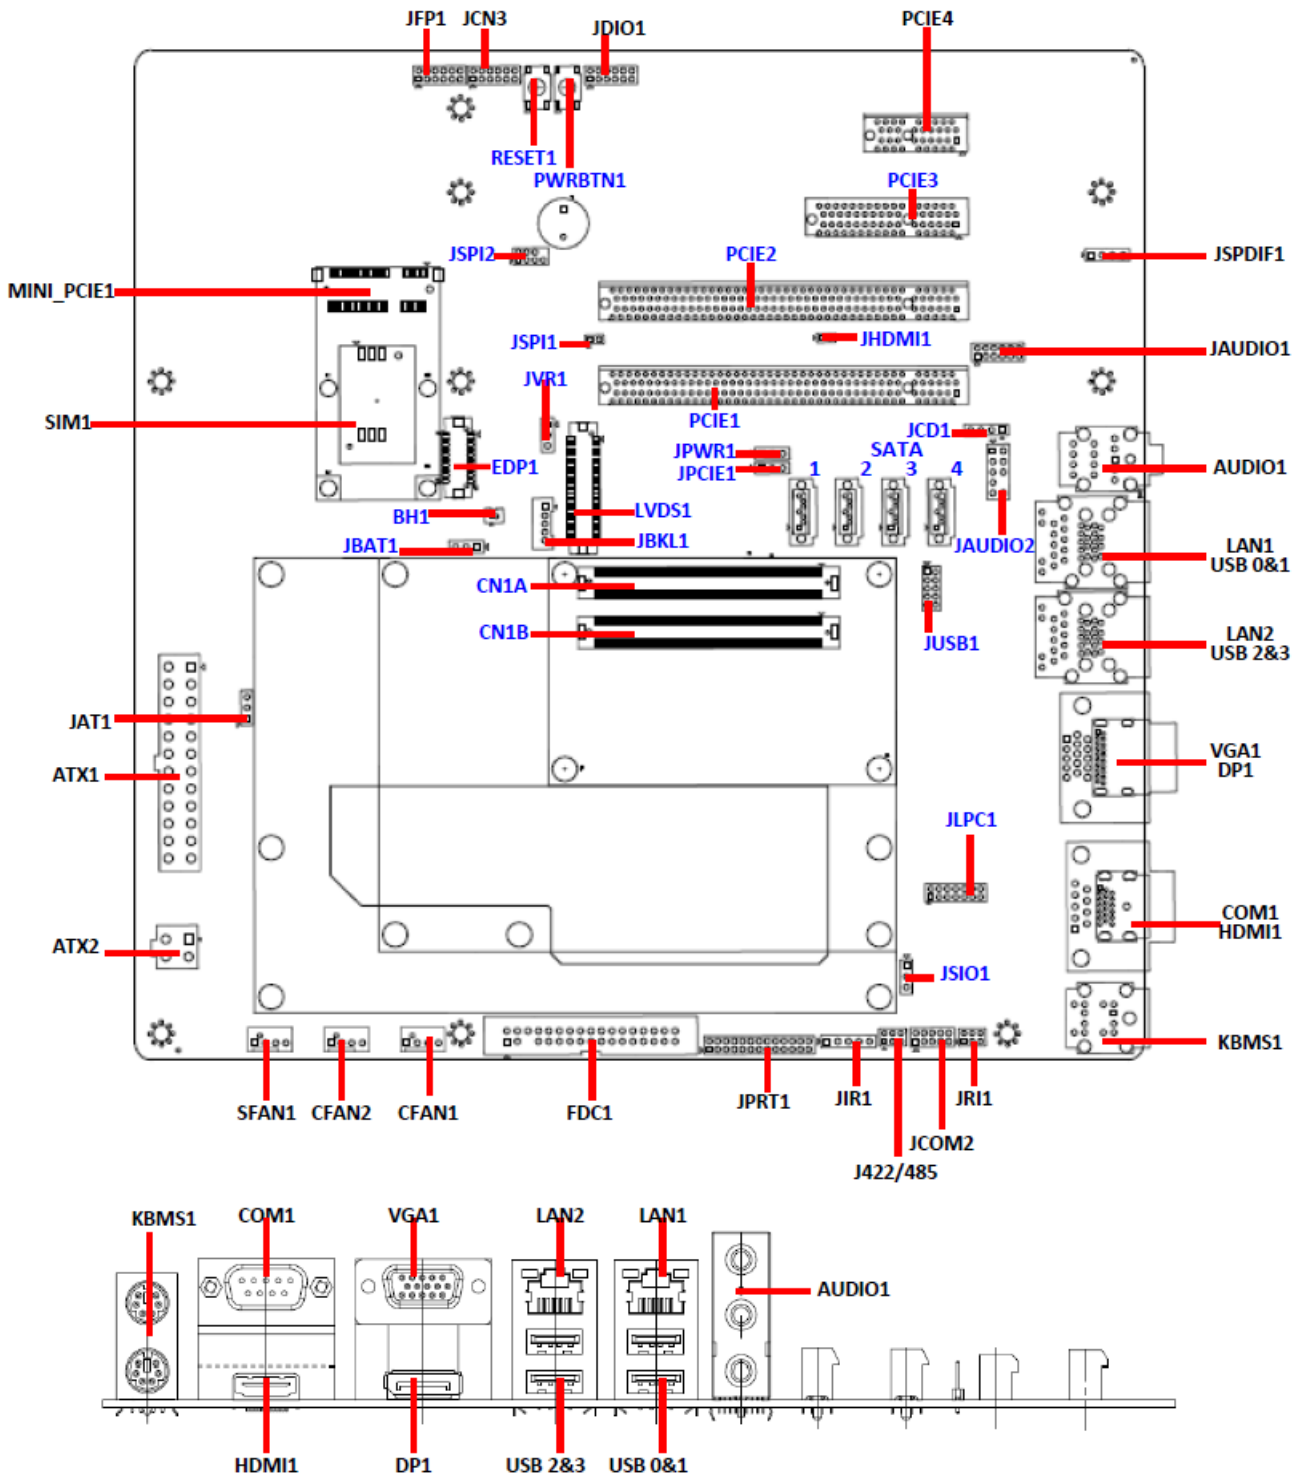 JFP1
JCN3
JDIO1
PCIE4
RESET1
PWRBTN1
PCIE3
JSPI2
PCIE2
JSPDIF1
MINI_PCIE1
JSPI1
JHDMI1
JAUDIO1
JVR1
PCIE1
SIM1
JCD1
SATA
JPWR1
JPCIE1
1
2
3
4
EDP1
AUDIO1
BH1
LVDS1
JBAT1
JBKL1
JAUDIO2
LAN1
USB 0&1
CN1A
CN1B
JUSB1
LAN2
USB 2&3
JAT1
ATX1
VGA1
DP1
JLPC1
ATX2
COM1
HDMI1
JSIO1
KBMS1
SFAN1
CFAN2
CFAN1
FDC1
JPRT1
JIR1
JRI1
JCOM2
J422/485
KBMS1
COM1
VGA1
LAN2
LAN1
AUDIO1
HDMI1
DP1
USB 2&3
USB 0&1